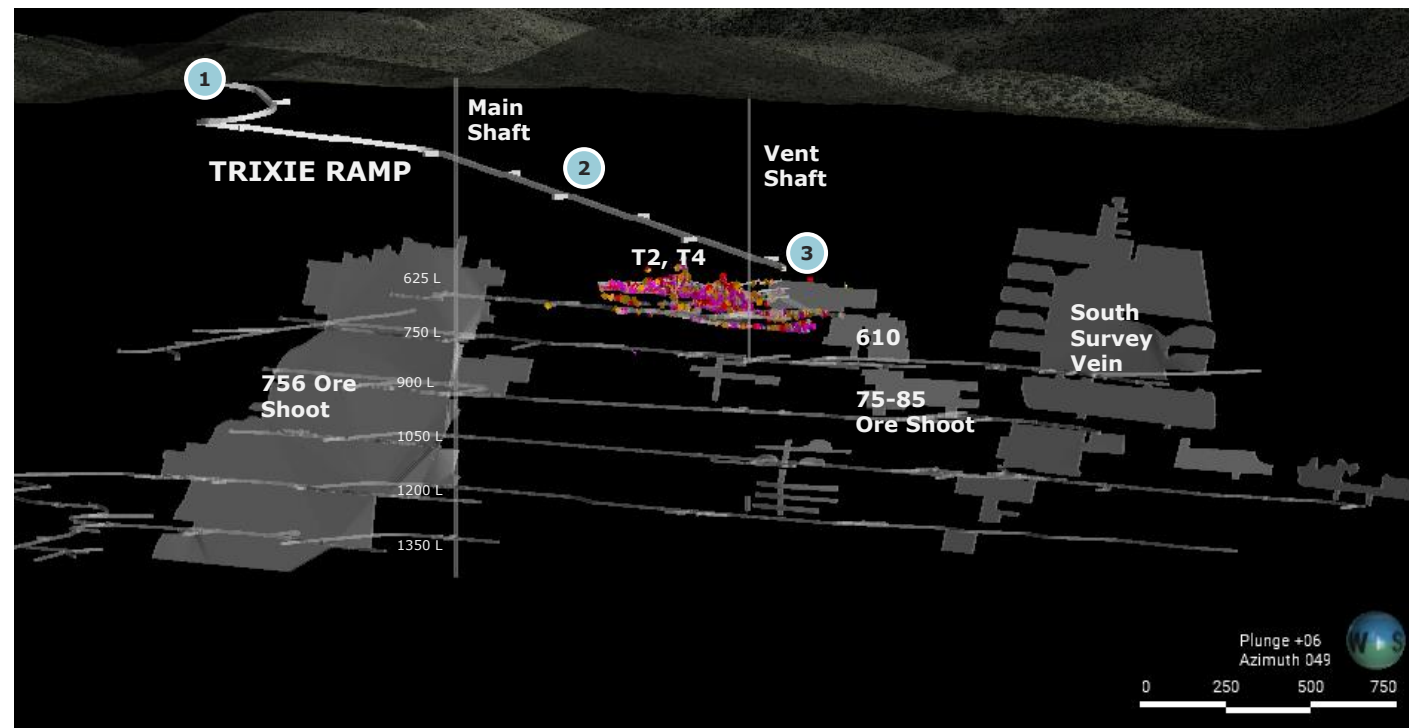 1
Main
Shaft
TRIXIE RAMP
2
Vent
Shaft
3
T2, T4
625 L
750 L
610
South
Survey
Vein
756 Ore
Shoot
900 L
75-85
Ore Shoot
1050 L
1200 L
1350 L
Plunge +06
Azimuth 049
W S
0 250 500 750